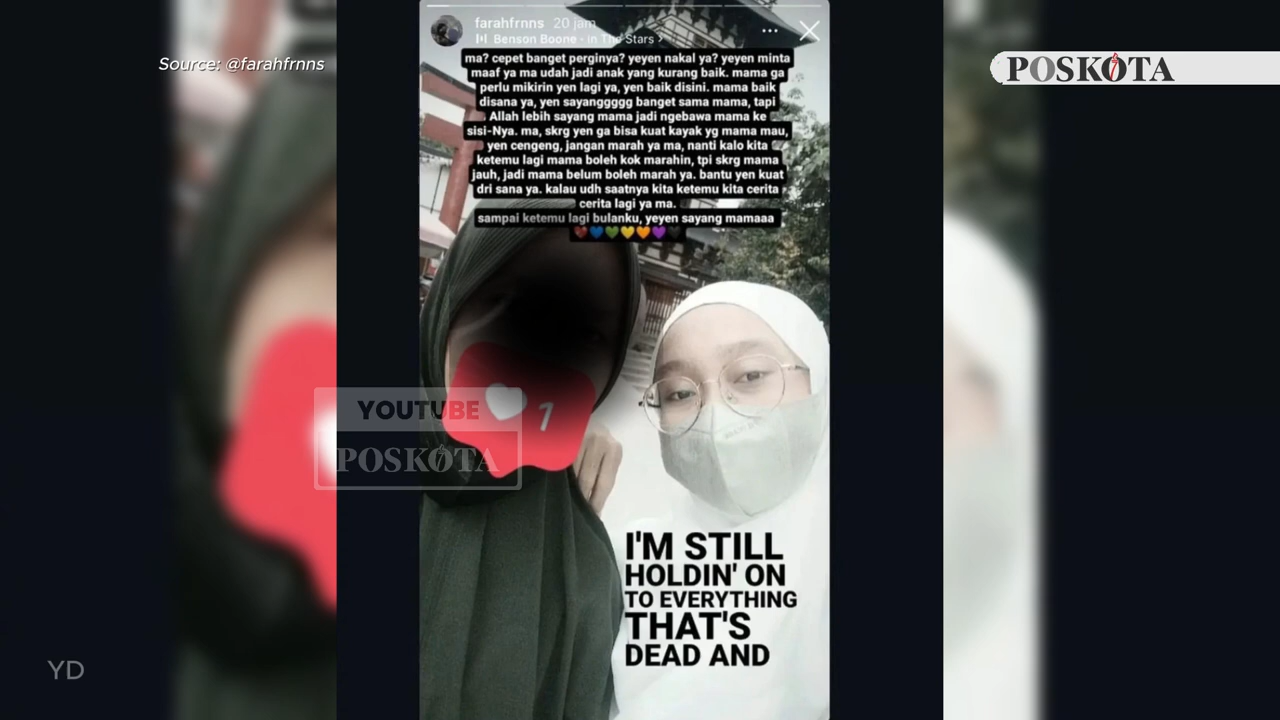 farahfrnns 20 jam
Benson Boone · in The Stars >
Source: @farahfrnns
POSKOTA
ma? cepet banget perginya? yeyen nakal ya? yeyen minta
maaf ya ma udah jadi anak yang kurang baik. mama ga
perlu mikirin yen lagi ya, yen baik disini. mama baik
disana ya, yen sayanggggg banget sama mama, tapi
Allah lebih sayang mama jadi ngebawa mama ke
sisi-Nya. ma, skrg yen ga bisa kuat kayak yg mama mau,
yen cengeng, jangan marah ya ma, nanti kalo kita
ketemu lagi mama boleh kok marahin, tpi skrg mama
jauh, jadi mama belum boleh marah ya. bantu yen kuat
dri sana ya. kalau udh saatnya kita ketemu kita cerita
cerita lagi ya ma.
sampai ketemu lagi bulanku, yeyen sayang mamaaa
❤️💙💚💛🧡💜🖤
1
YOUTUBE
POSKOTA
I'M STILL
HOLDIN' ON
TO EVERYTHING
THAT'S
DEAD AND
YD